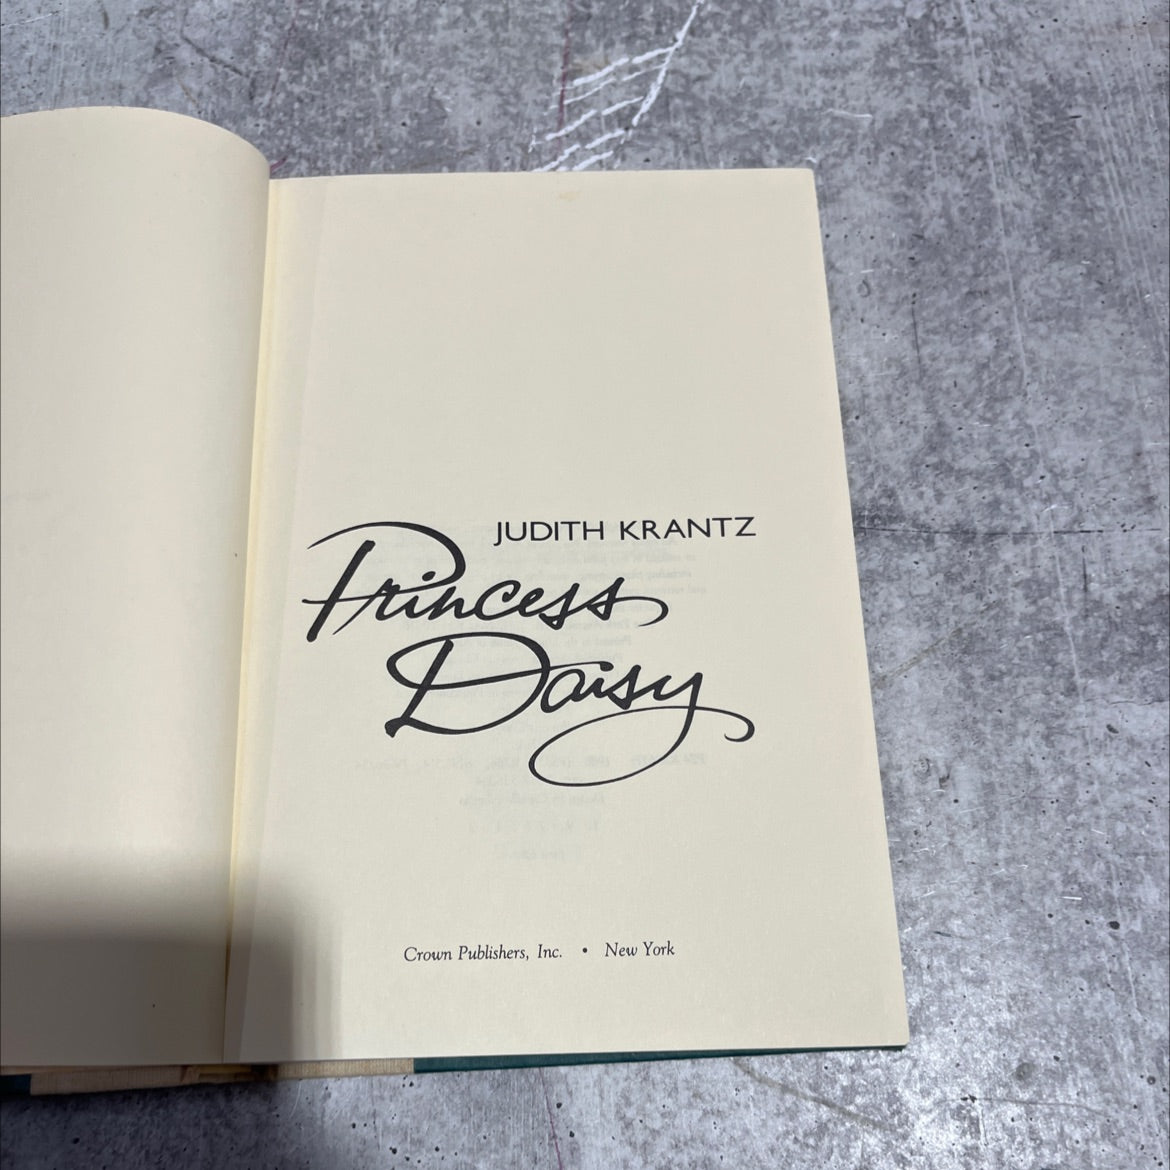 JUDITH KRANTZ
Princess
Daisy
Crown Publishers, Inc. • New York